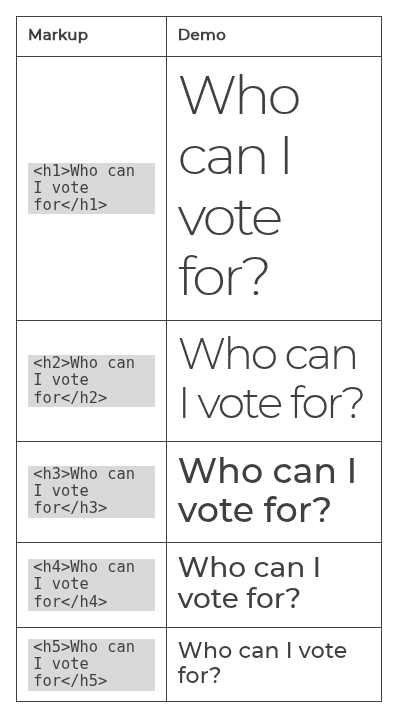 Markup Demo
<h1>Who can
I vote
for</h1>
Who
can I
vote
for?
<h2>Who can
I vote
for</h2>
Who can
I vote for?
<h3>Who can
I vote
for</h3>
Who can I
vote for?
<h4>Who can
I vote
for</h4>
Who can I
vote for?
<h5>Who can
I vote
for</h5>
Who can I vote
for?